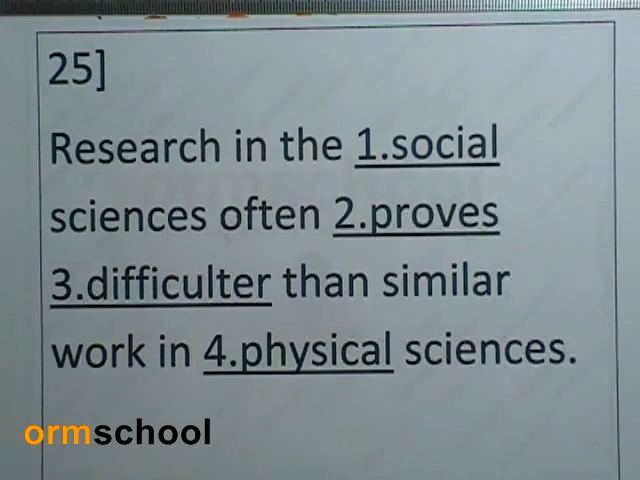 25]
Research in the 1.social
sciences often 2.proves
3.difficulter than similar
work in 4.physical sciences.
ormschool